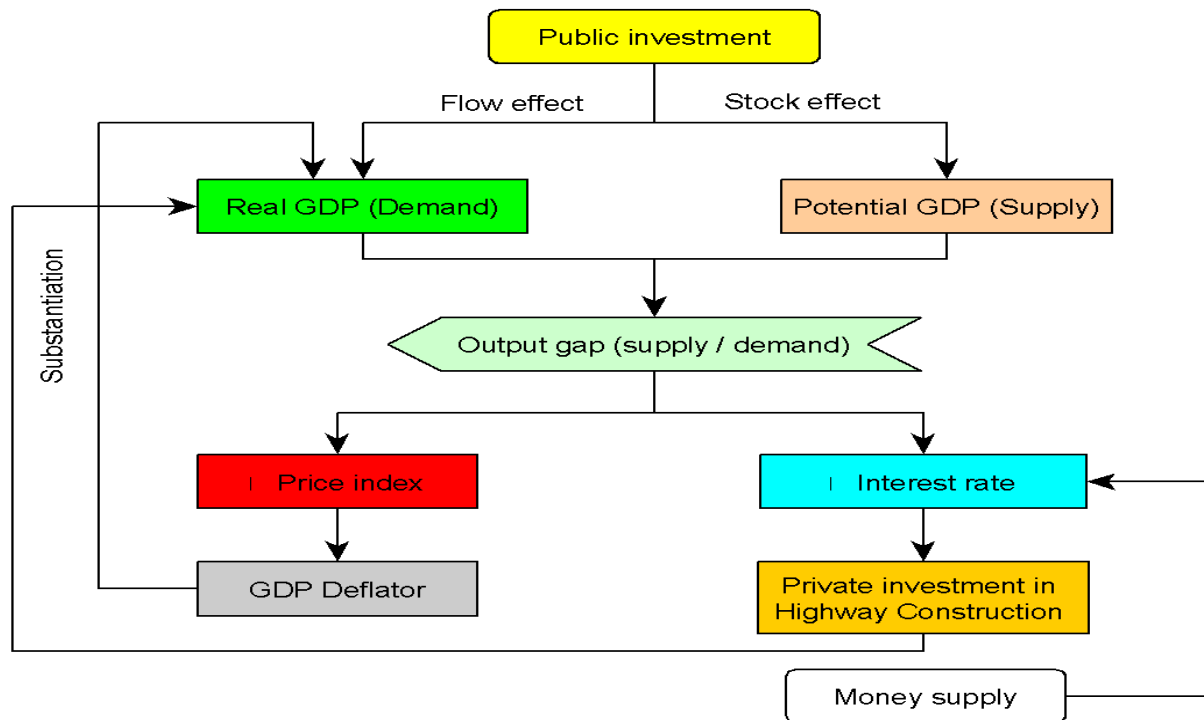 Public investment
Flow effect
Stock effect
Real GDP (Demand)
Potential GDP (Supply)
Substantiation
Output gap (supply / demand)
Price index
Interest rate
GDP Deflator
Private investment in
Highway Construction
Money supply